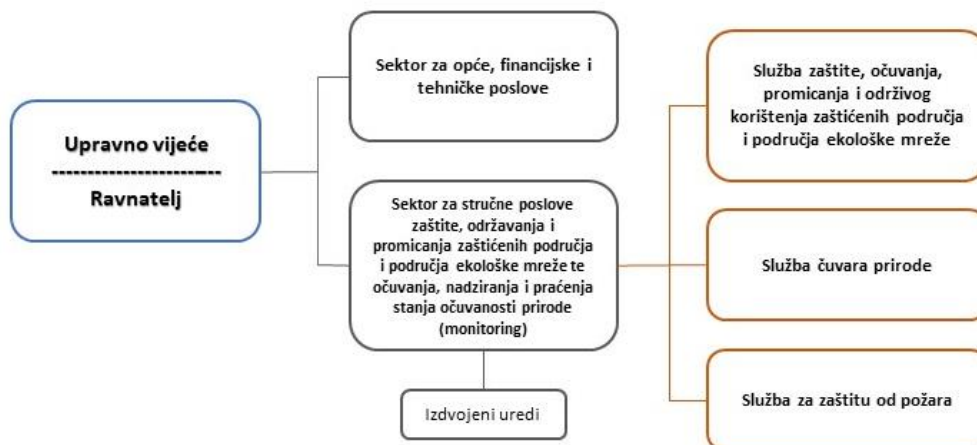 Upravno vijeće
-----------------------
Ravnatelj
Sektor za opće, financijske i
tehničke poslove
Sektor za stručne poslove
zaštite, održavanja i
promicanja zaštićenih područja
i područja ekološke mreže te
očuvanja, nadziranja i praćenja
stanja očuvanosti prirode
(monitoring)
Izdvojeni uredi
Služba zaštite, očuvanja,
promicanja i održivog
korištenja zaštićenih područja
i područja ekološke mreže
Služba čuvara prirode
Služba za zaštitu od požara